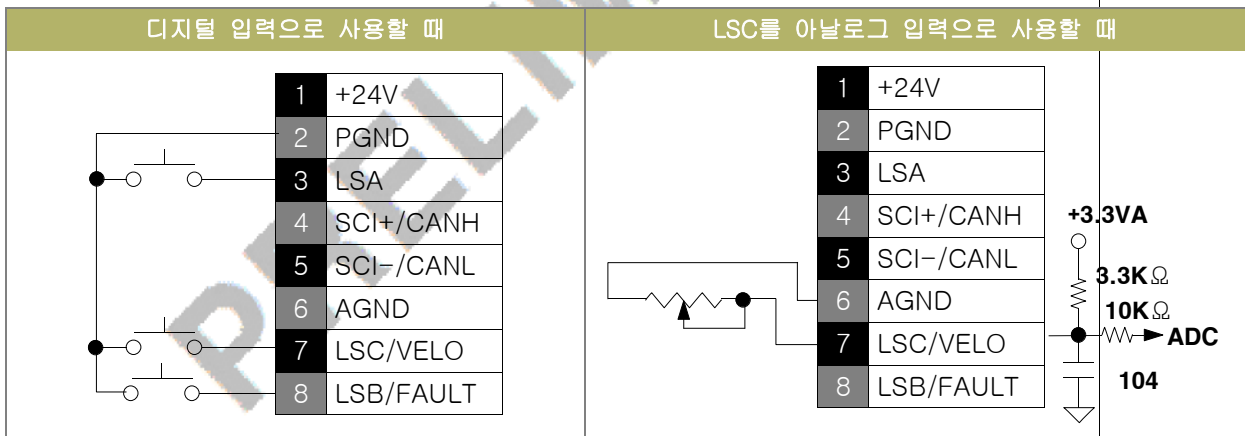 디지털 입력으로 사용할 때
1 +24V
2 PGND
3 LSA
4 SCI+/CANH
5 SCI-/CANL
6 AGND
7 LSC/VELO
8 LSB/FAULT
LSC를 아날로그 입력으로 사용할 때
1 +24V
2 PGND
3 LSA
4 SCI+/CANH
5 SCI-/CANL
6 AGND
7 LSC/VELO
8 LSB/FAULT
+3.3VA
3.3KΩ
10KΩ
ADC
104
PRELIM